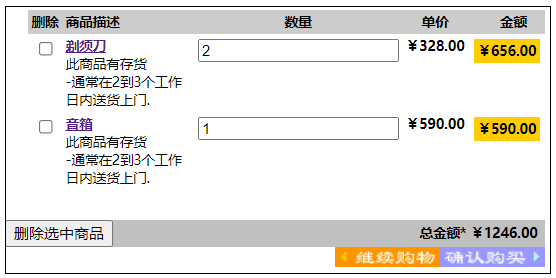 删除 商品描述 数量 单价 金额
剃须刀 2 ￥328.00 ￥656.00
此商品有存货
-通常在2到3个工作
日内送货上门.
音箱 1 ￥590.00 ￥590.00
此商品有存货
-通常在2到3个工作
日内送货上门.
删除选中商品 总金额* ￥1246.00
继续购物 确认购买